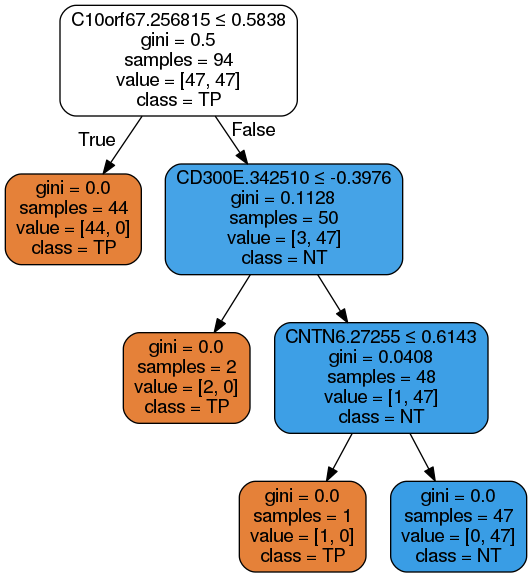 C10orf67.256815 ≤ 0.5838
gini = 0.5
samples = 94
value = [47, 47]
class = TP
True
False
gini = 0.0
samples = 44
value = [44, 0]
class = TP
CD300E.342510 ≤ -0.3976
gini = 0.1128
samples = 50
value = [3, 47]
class = NT
gini = 0.0
samples = 2
value = [2, 0]
class = TP
CNTN6.27255 ≤ 0.6143
gini = 0.0408
samples = 48
value = [1, 47]
class = NT
gini = 0.0
samples = 1
value = [1, 0]
class = TP
gini = 0.0
samples = 47
value = [0, 47]
class = NT